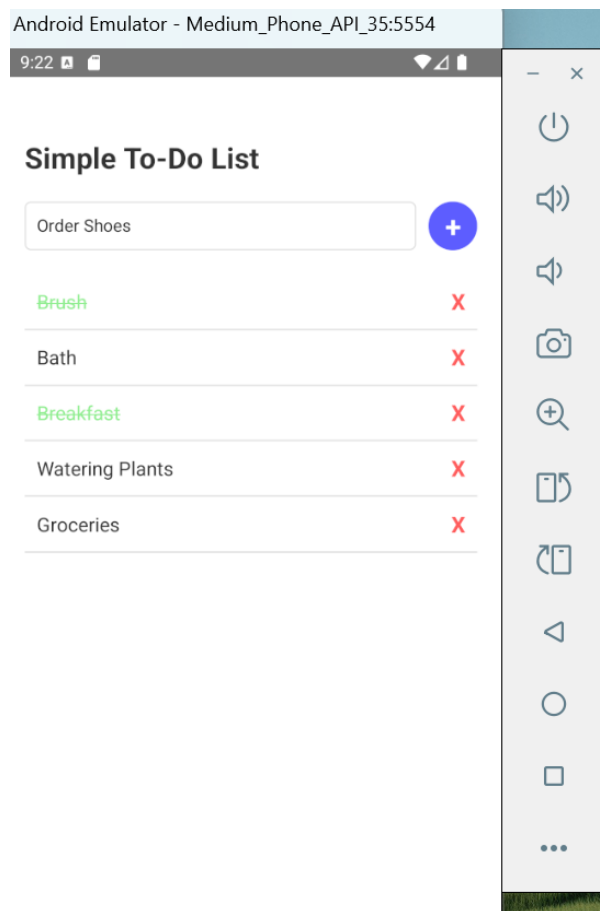 Android Emulator - Medium_Phone_API_35:5554
9:22 A
Simple To-Do List
Order Shoes +
Brush X
Bath X
Breakfast X
Watering Plants X
Groceries X